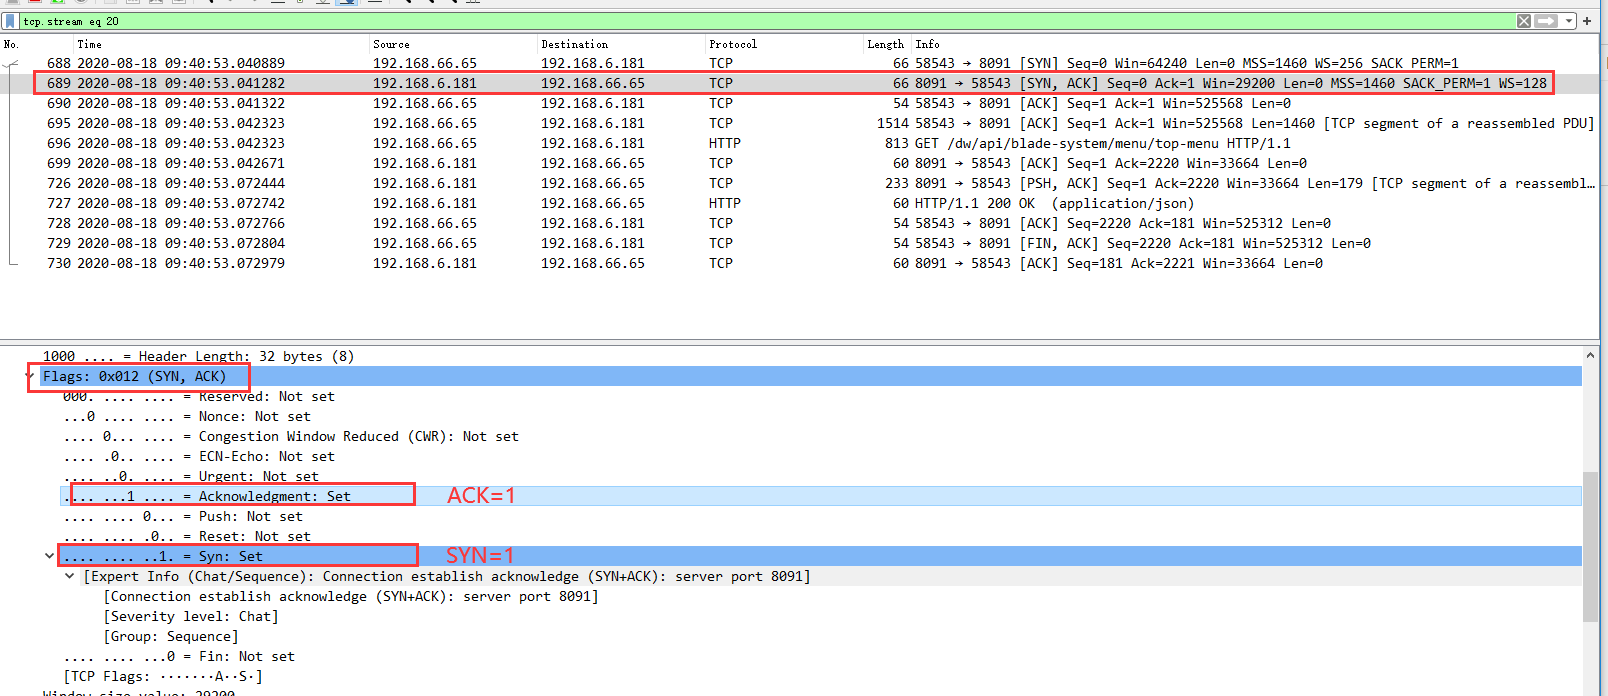 tcp.stream eq 20
No. Time Source Destination Protocol Length Info
688 2020-08-18 09:40:53.040889 192.168.66.65 192.168.6.181 TCP 66 58543 → 8091 [SYN] Seq=0 Win=64240 Len=0 MSS=1460 WS=256 SACK_PERM=1
689 2020-08-18 09:40:53.041282 192.168.6.181 192.168.66.65 TCP 66 8091 → 58543 [SYN, ACK] Seq=0 Ack=1 Win=29200 Len=0 MSS=1460 SACK_PERM=1 WS=128
690 2020-08-18 09:40:53.041322 192.168.66.65 192.168.6.181 TCP 54 58543 → 8091 [ACK] Seq=1 Ack=1 Win=525568 Len=0
695 2020-08-18 09:40:53.042323 192.168.66.65 192.168.6.181 TCP 1514 58543 → 8091 [ACK] Seq=1 Ack=1 Win=525568 Len=1460 [TCP segment of a reassembled PDU]
696 2020-08-18 09:40:53.042323 192.168.66.65 192.168.6.181 HTTP 813 GET /dw/api/blade-system/menu/top-menu HTTP/1.1
699 2020-08-18 09:40:53.042671 192.168.6.181 192.168.66.65 TCP 60 8091 → 58543 [ACK] Seq=1 Ack=2220 Win=33664 Len=0
726 2020-08-18 09:40:53.072444 192.168.6.181 192.168.66.65 TCP 233 8091 → 58543 [PSH, ACK] Seq=1 Ack=2220 Win=33664 Len=179 [TCP segment of a reassembl…
727 2020-08-18 09:40:53.072742 192.168.6.181 192.168.66.65 HTTP 60 HTTP/1.1 200 OK  (application/json)
728 2020-08-18 09:40:53.072766 192.168.66.65 192.168.6.181 TCP 54 58543 → 8091 [ACK] Seq=2220 Ack=181 Win=525312 Len=0
729 2020-08-18 09:40:53.072804 192.168.66.65 192.168.6.181 TCP 54 58543 → 8091 [FIN, ACK] Seq=2220 Ack=181 Win=525312 Len=0
730 2020-08-18 09:40:53.072979 192.168.6.181 192.168.66.65 TCP 60 8091 → 58543 [ACK] Seq=181 Ack=2221 Win=33664 Len=0
1000 .... = Header Length: 32 bytes (8)
Flags: 0x012 (SYN, ACK)
000. .... .... = Reserved: Not set
...0 .... .... = Nonce: Not set
.... 0... .... = Congestion Window Reduced (CWR): Not set
.... .0.. .... = ECN-Echo: Not set
.... ..0. .... = Urgent: Not set
.... ...1 .... = Acknowledgment: Set ACK=1
.... .... 0... = Push: Not set
.... .... .0.. = Reset: Not set
.... .... ..1. = Syn: Set SYN=1
[Expert Info (Chat/Sequence): Connection establish acknowledge (SYN+ACK): server port 8091]
[Connection establish acknowledge (SYN+ACK): server port 8091]
[Severity level: Chat]
[Group: Sequence]
.... .... ...0 = Fin: Not set
[TCP Flags: ·······A··S·]
Window size value: 29200